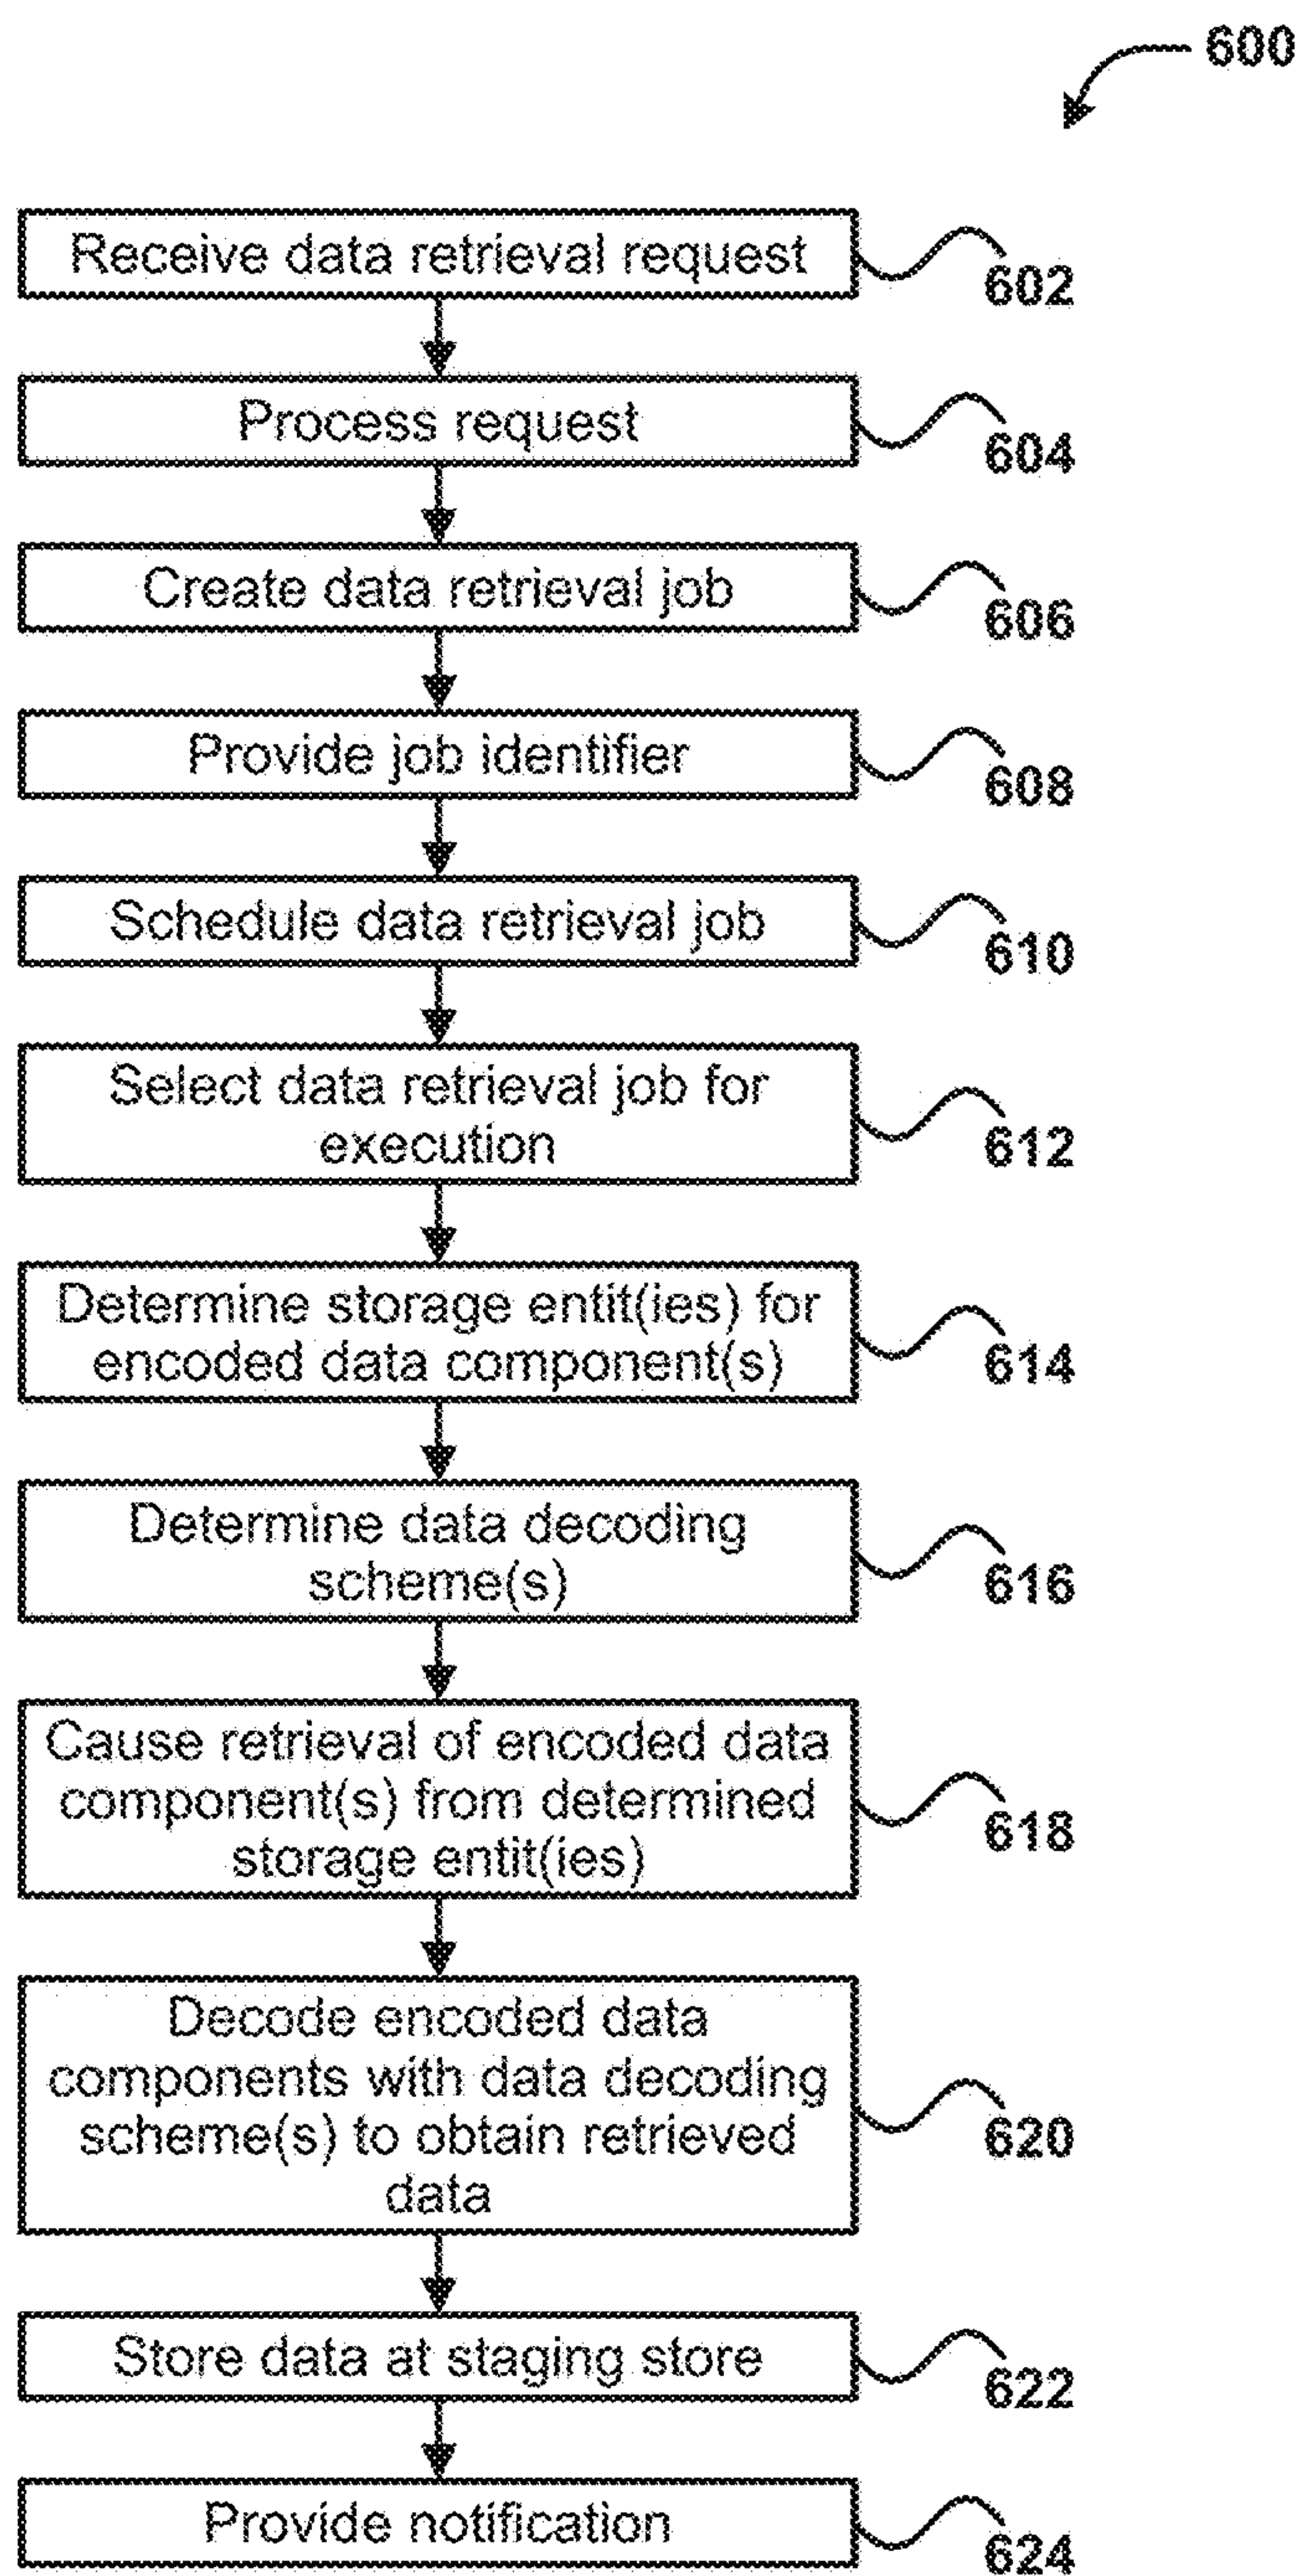 600
Receive data retrieval request
602
Process request
604
Create data retrieval job
606
Provide job identifier
608
Schedule data retrieval job
610
Select data retrieval job for
execution
612
Determine storage entit(ies) for
encoded data component(s)
614
Determine data decoding
scheme(s)
616
Cause retrieval of encoded data
component(s) from determined
storage entit(ies)
618
Decode encoded data
components with data decoding
scheme(s) to obtain retrieved
data
620
Store data at staging store
622
Provide notification
624